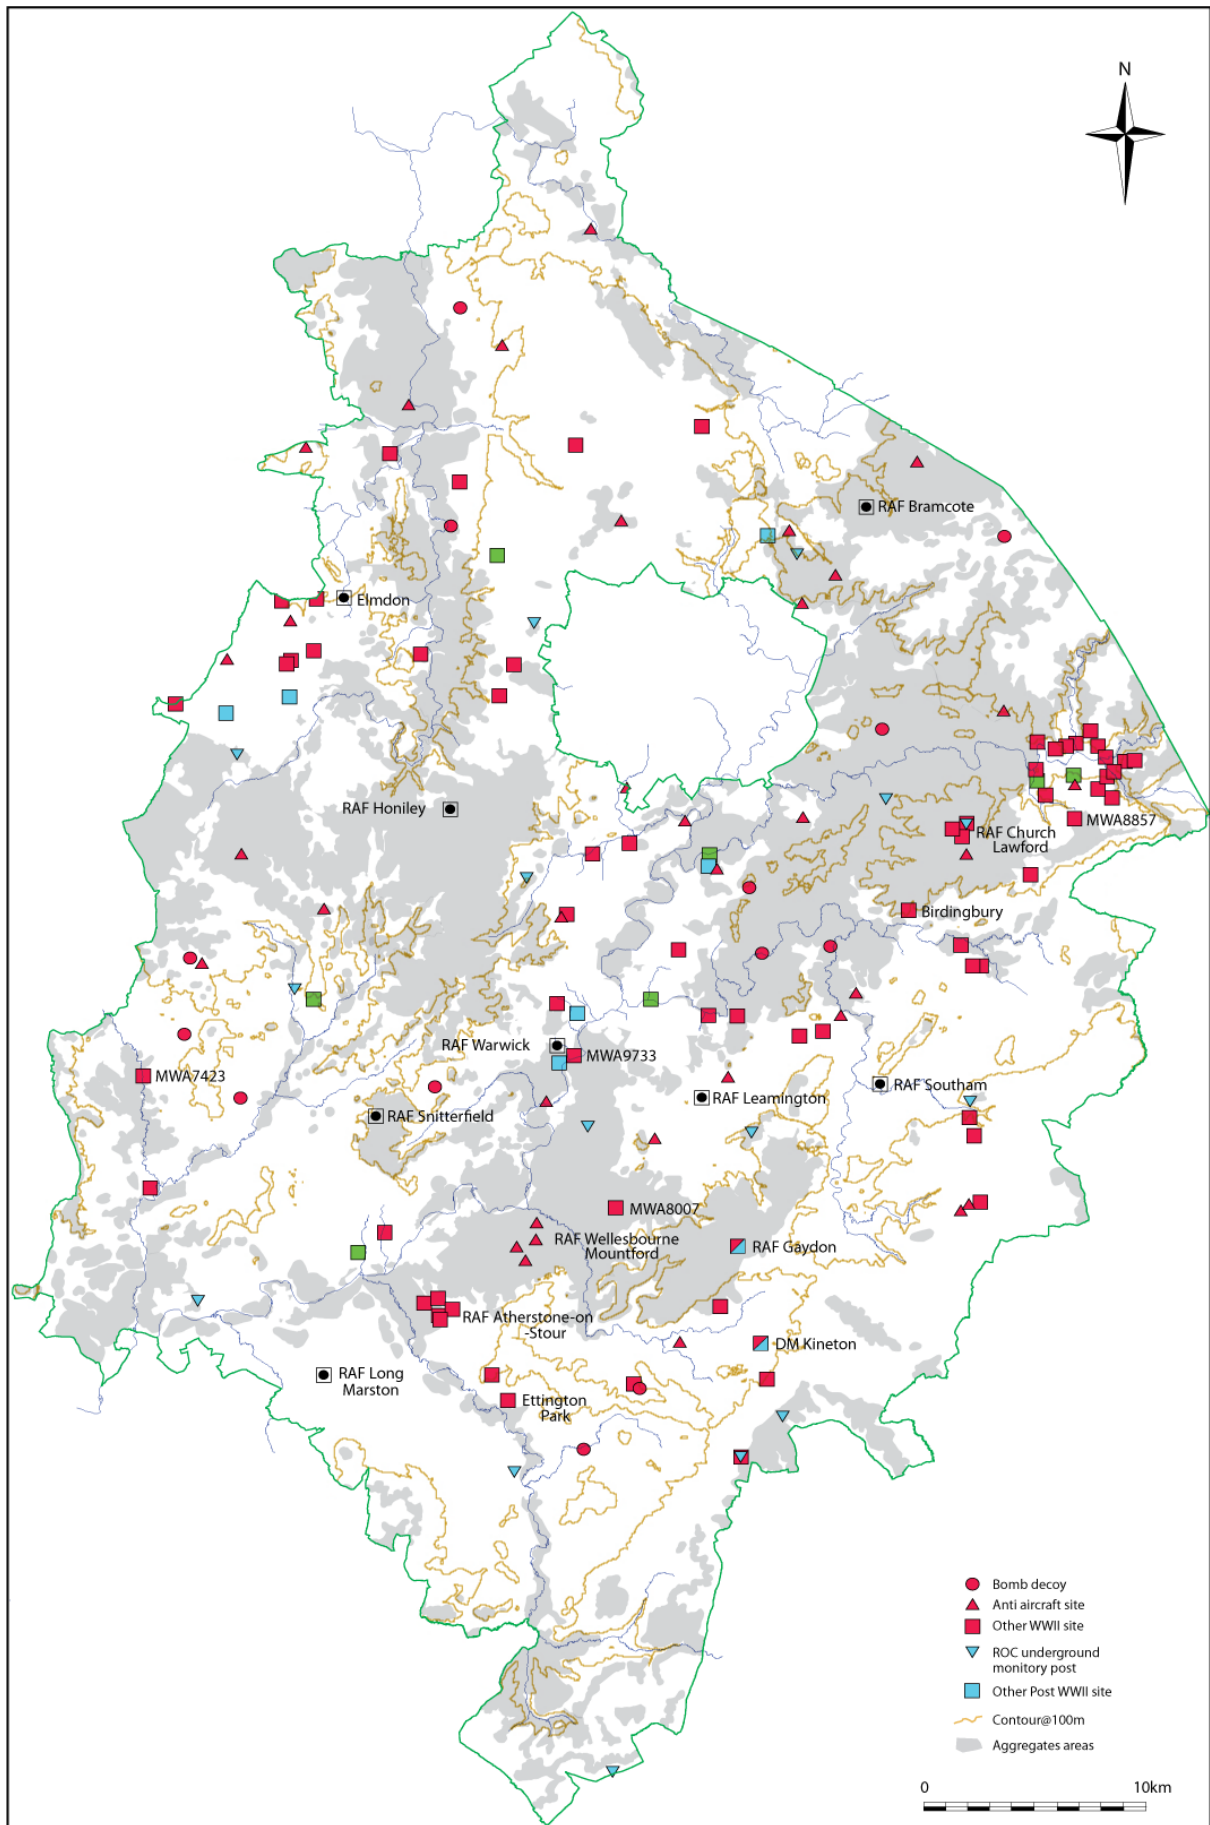 N
RAF Bramcote
Elmdon
RAF Honiley
MWA8857
RAF Church
Lawford
Birdingbury
RAF Warwick
MWA9733
MWA7423
RAF Southam
RAF Leamington
RAF Snitterfield
MWA8007
RAF Wellesbourne
Mountford
RAF Gaydon
RAF Atherstone-on
-Stour
DM Kineton
RAF Long
Marston
Ettington
Park
Bomb decoy
Anti aircraft site
Other WWII site
ROC underground
monitory post
Other Post WWII site
Contour@100m
Aggregates areas
0 10km